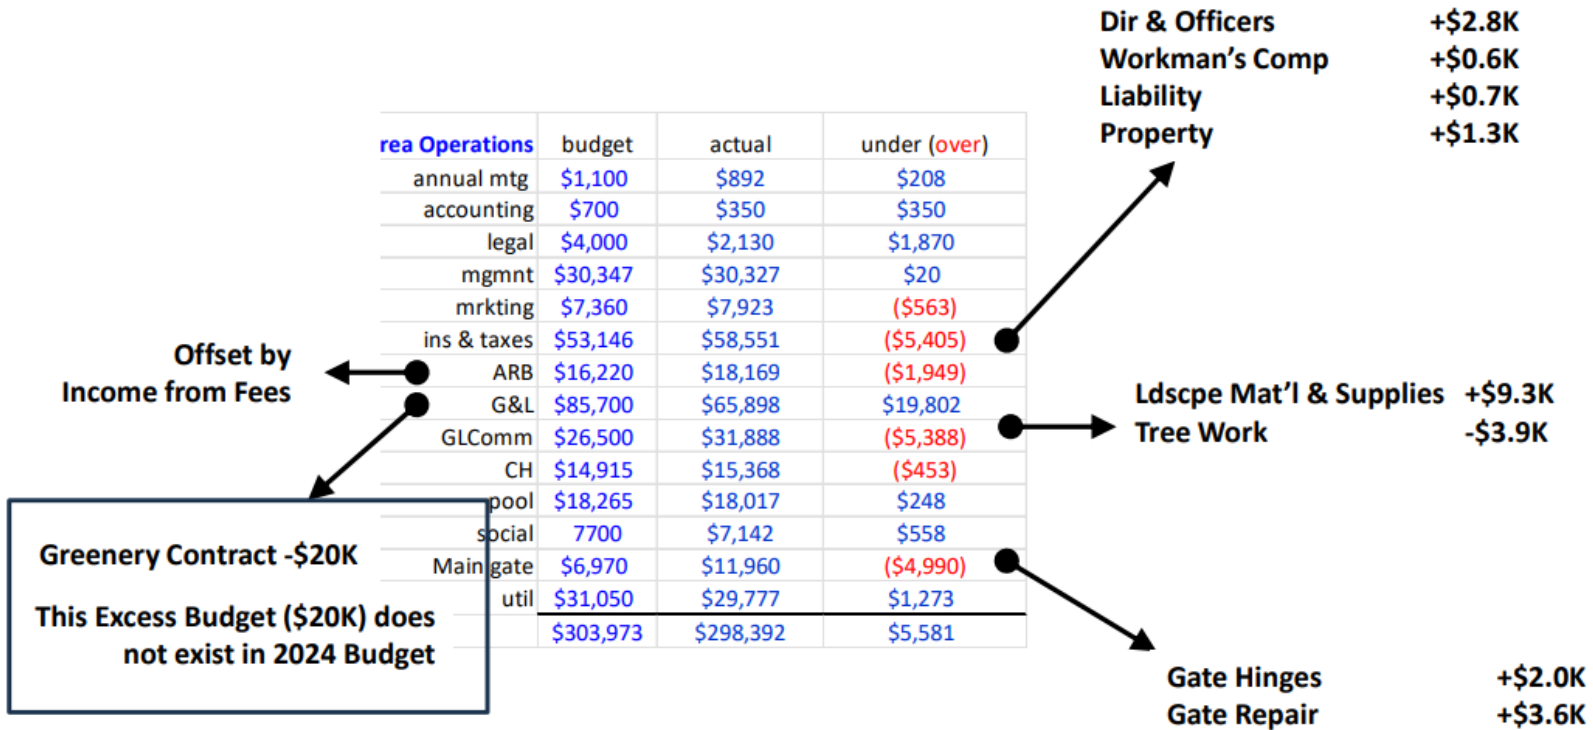 Dir & Officers +$2.8K
Workman's Comp +$0.6K
Liability +$0.7K
Property +$1.3K
rea Operations budget actual under (over)
annual mtg $1,100 $892 $208
accounting $700 $350 $350
legal $4,000 $2,130 $1,870
mgmnt $30,347 $30,327 $20
mrkting $7,360 $7,923 ($563)
ins & taxes $53,146 $58,551 ($5,405)
ARB $16,220 $18,169 ($1,949)
G&L $85,700 $65,898 $19,802
GLComm $26,500 $31,888 ($5,388)
CH $14,915 $15,368 ($453)
pool $18,265 $18,017 $248
social 7700 $7,142 $558
Main gate $6,970 $11,960 ($4,990)
util $31,050 $29,777 $1,273
$303,973 $298,392 $5,581
Offset by
Income from Fees
Greenery Contract -$20K
This Excess Budget ($20K) does
not exist in 2024 Budget
Ldscpe Mat'l & Supplies +$9.3K
Tree Work -$3.9K
Gate Hinges +$2.0K
Gate Repair +$3.6K